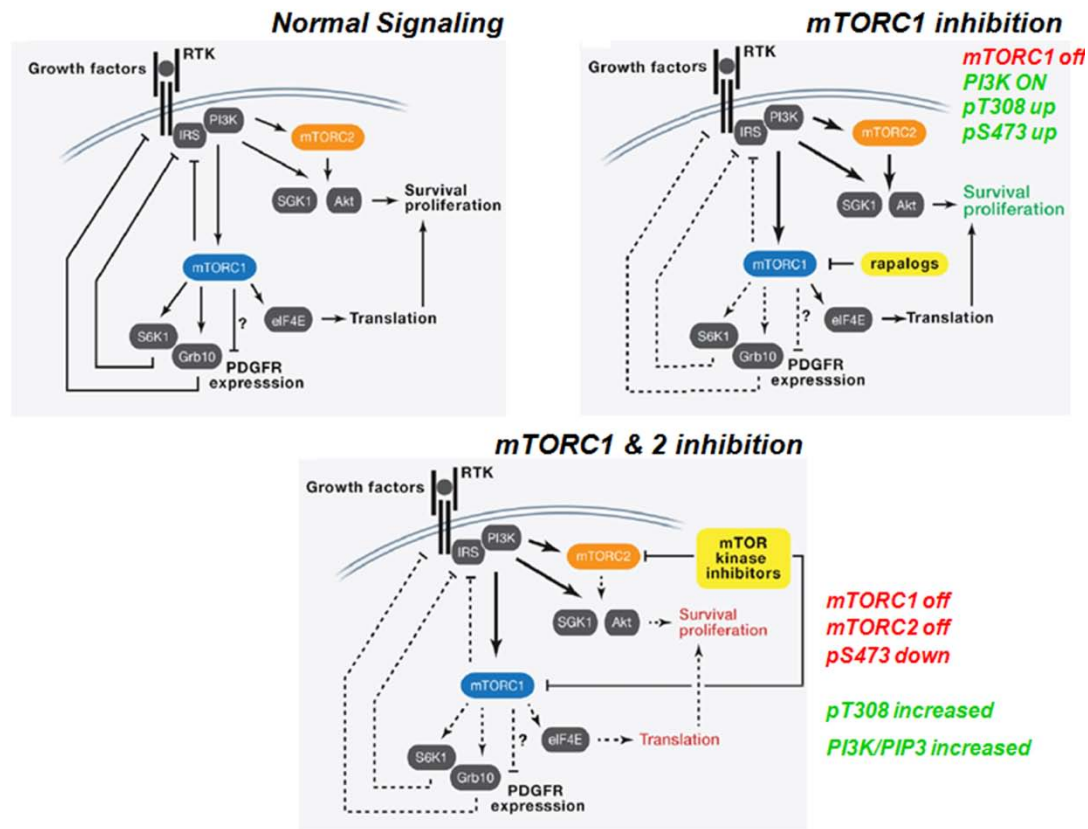 Normal Signaling
RTK
Growth factors
PI3K
IRS
mTORC2
SGK1
Akt
Survival
proliferation
mTORC1
S6K1
Grb10
?
eIF4E
Translation
PDGFR
expresssion
mTORC1 inhibition
mTORC1 off
PI3K ON
pT308 up
pS473 up
RTK
Growth factors
PI3K
IRS
mTORC2
SGK1
Akt
Survival
proliferation
mTORC1
rapalogs
S6K1
Grb10
?
eIF4E
Translation
PDGFR
expresssion
mTORC1 & 2 inhibition
RTK
Growth factors
PI3K
IRS
mTORC2
mTOR
kinase
inhibitors
SGK1
Akt
Survival
proliferation
mTORC1
S6K1
Grb10
?
eIF4E
Translation
PDGFR
expresssion
mTORC1 off
mTORC2 off
pS473 down
pT308 increased
PI3K/PIP3 increased